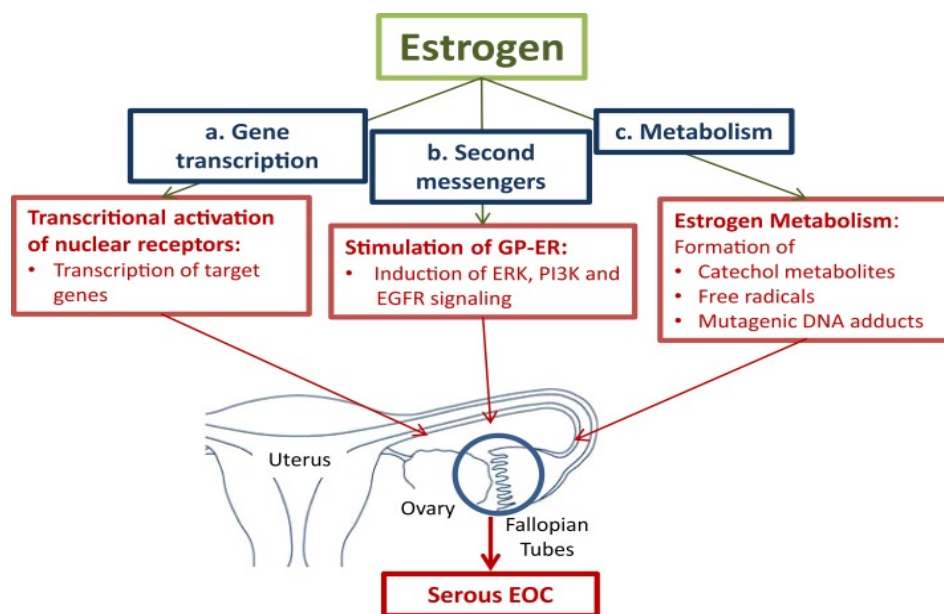 Estrogen
a. Gene
transcription
b. Second
messengers
c. Metabolism
Transcritional activation
of nuclear receptors:
• Transcription of target
genes
Stimulation of GP-ER:
• Induction of ERK, PI3K and
EGFR signaling
Estrogen Metabolism:
Formation of
• Catechol metabolites
• Free radicals
• Mutagenic DNA adducts
Uterus
Ovary
Fallopian
Tubes
Serous EOC